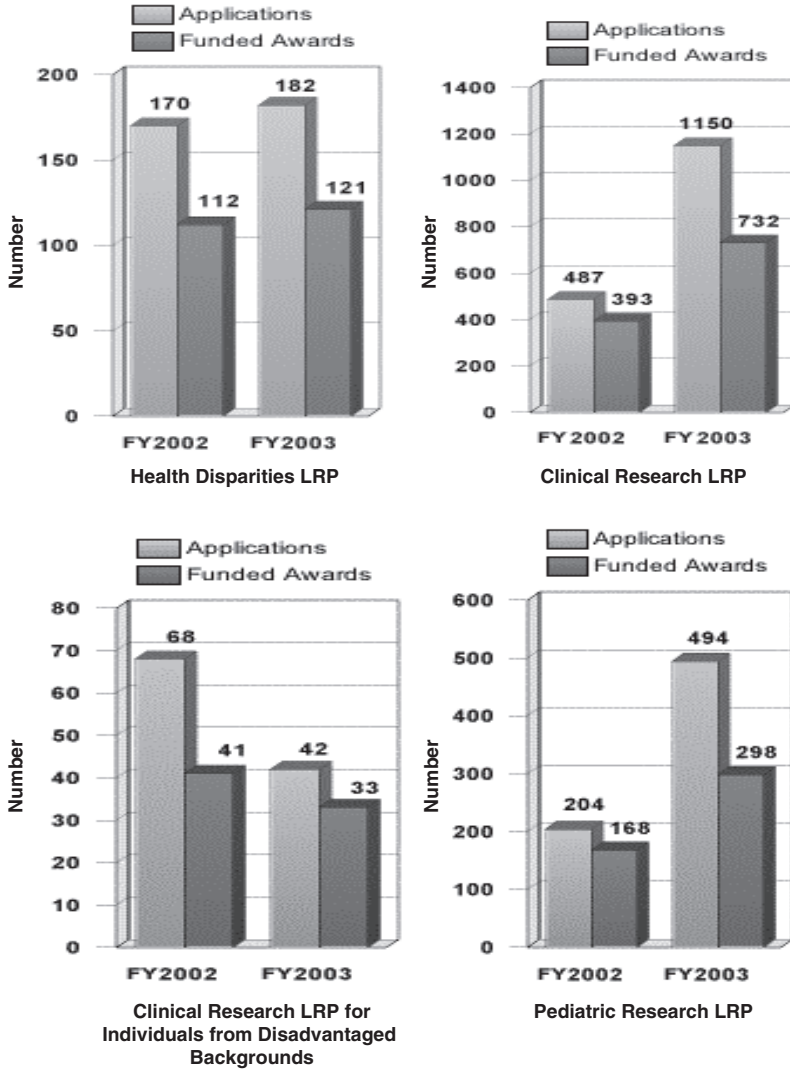 Applications
Funded Awards
200
150
100
50
0
Number
170
112
182
121
FY2002 FY2003
Health Disparities LRP
Applications
Funded Awards
1400
1200
1000
800
600
400
200
0
Number
487
393
1150
732
FY2002 FY2003
Clinical Research LRP
Applications
Funded Awards
80
70
60
50
40
30
20
10
0
Number
68
41
42
33
FY2002 FY2003
Clinical Research LRP for
Individuals from Disadvantaged
Backgrounds
Applications
Funded Awards
600
500
400
300
200
100
0
Number
204
168
494
298
FY2002 FY2003
Pediatric Research LRP